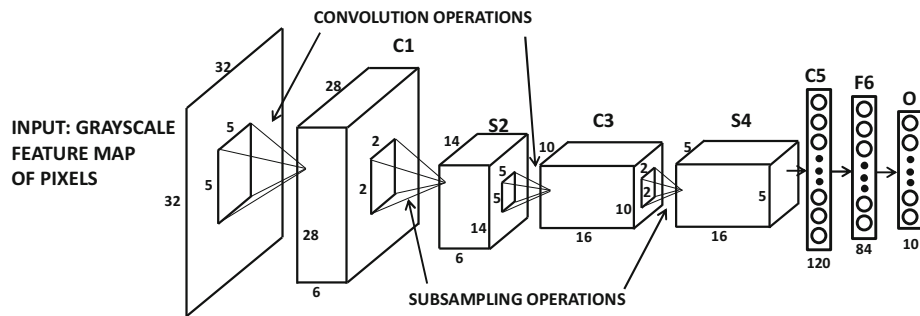 CONVOLUTION OPERATIONS
32
C1
28
C5
F6
O
INPUT: GRAYSCALE
FEATURE MAP
OF PIXELS
5
5
32
2
2
28
6
14
S2
5
5
14
6
10
C3
2
2
10
16
5
S4
5
16
120
84
10
SUBSAMPLING OPERATIONS